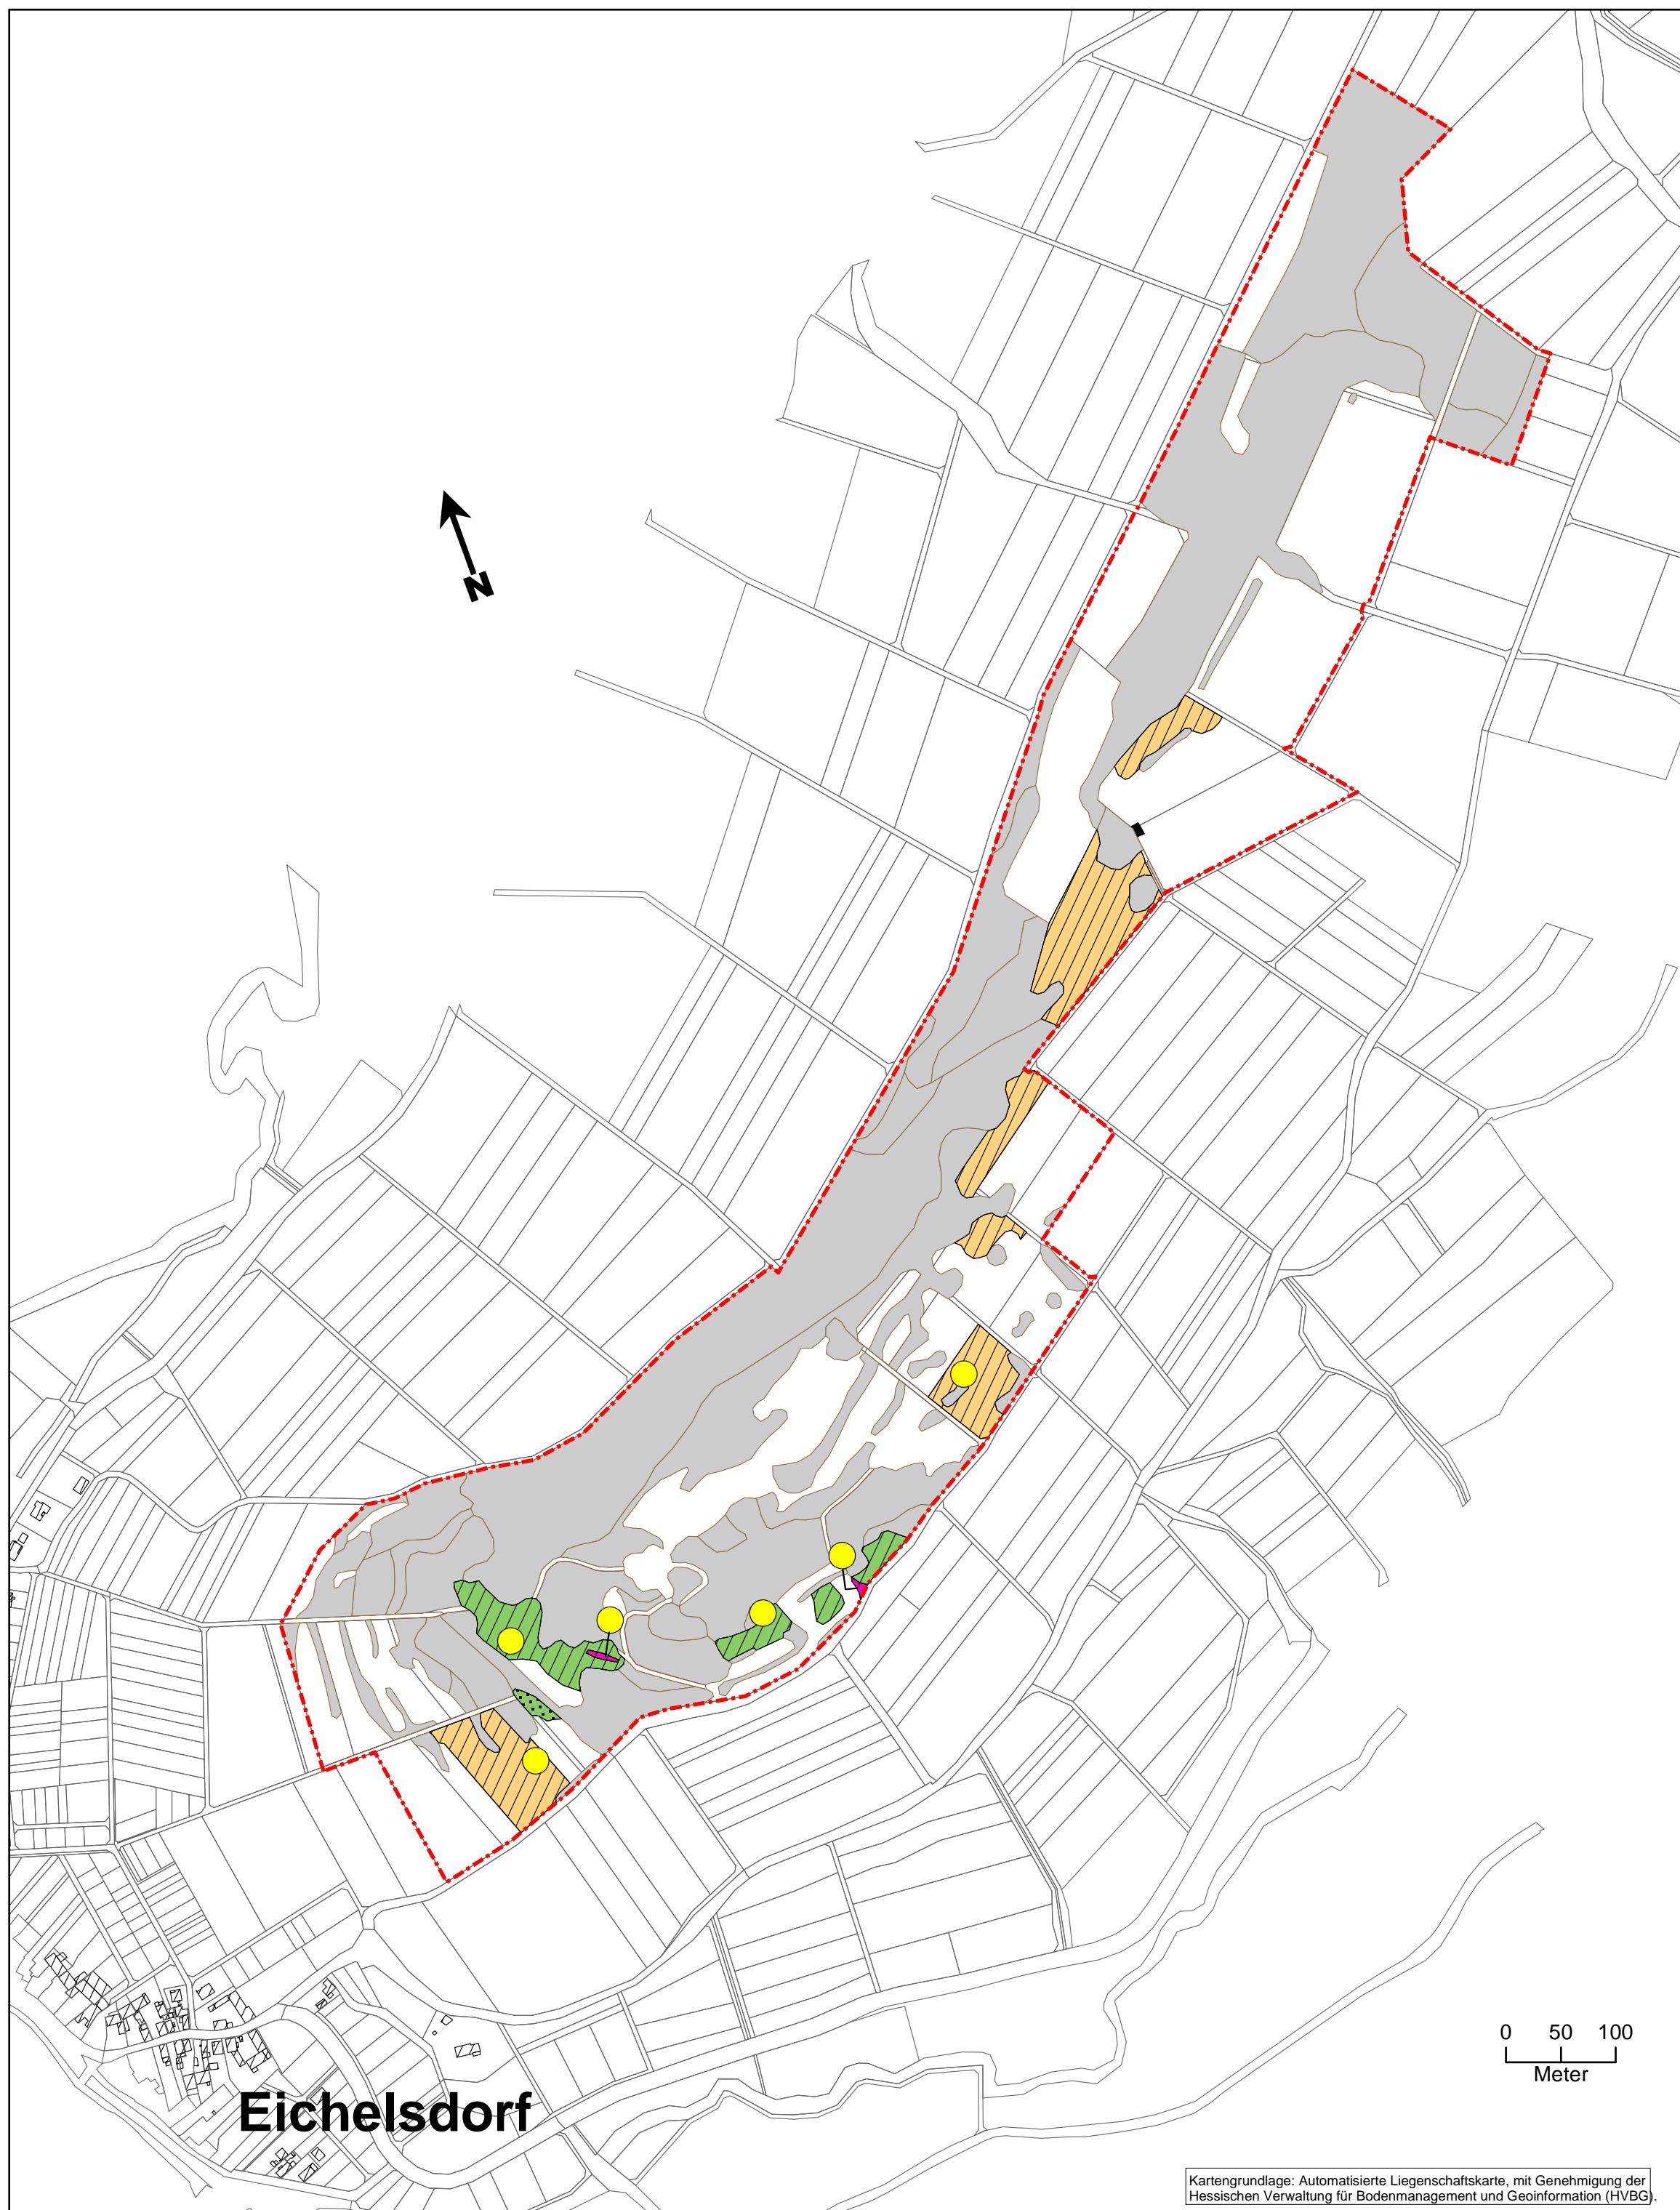 N
0 50 100
Meter
Eichelsdorf
Kartengrundlage: Automatisierte Liegenschaftskarte, mit Genehmigung der
Hessischen Verwaltung für Bodenmanagement und Geoinformation (HVBG).